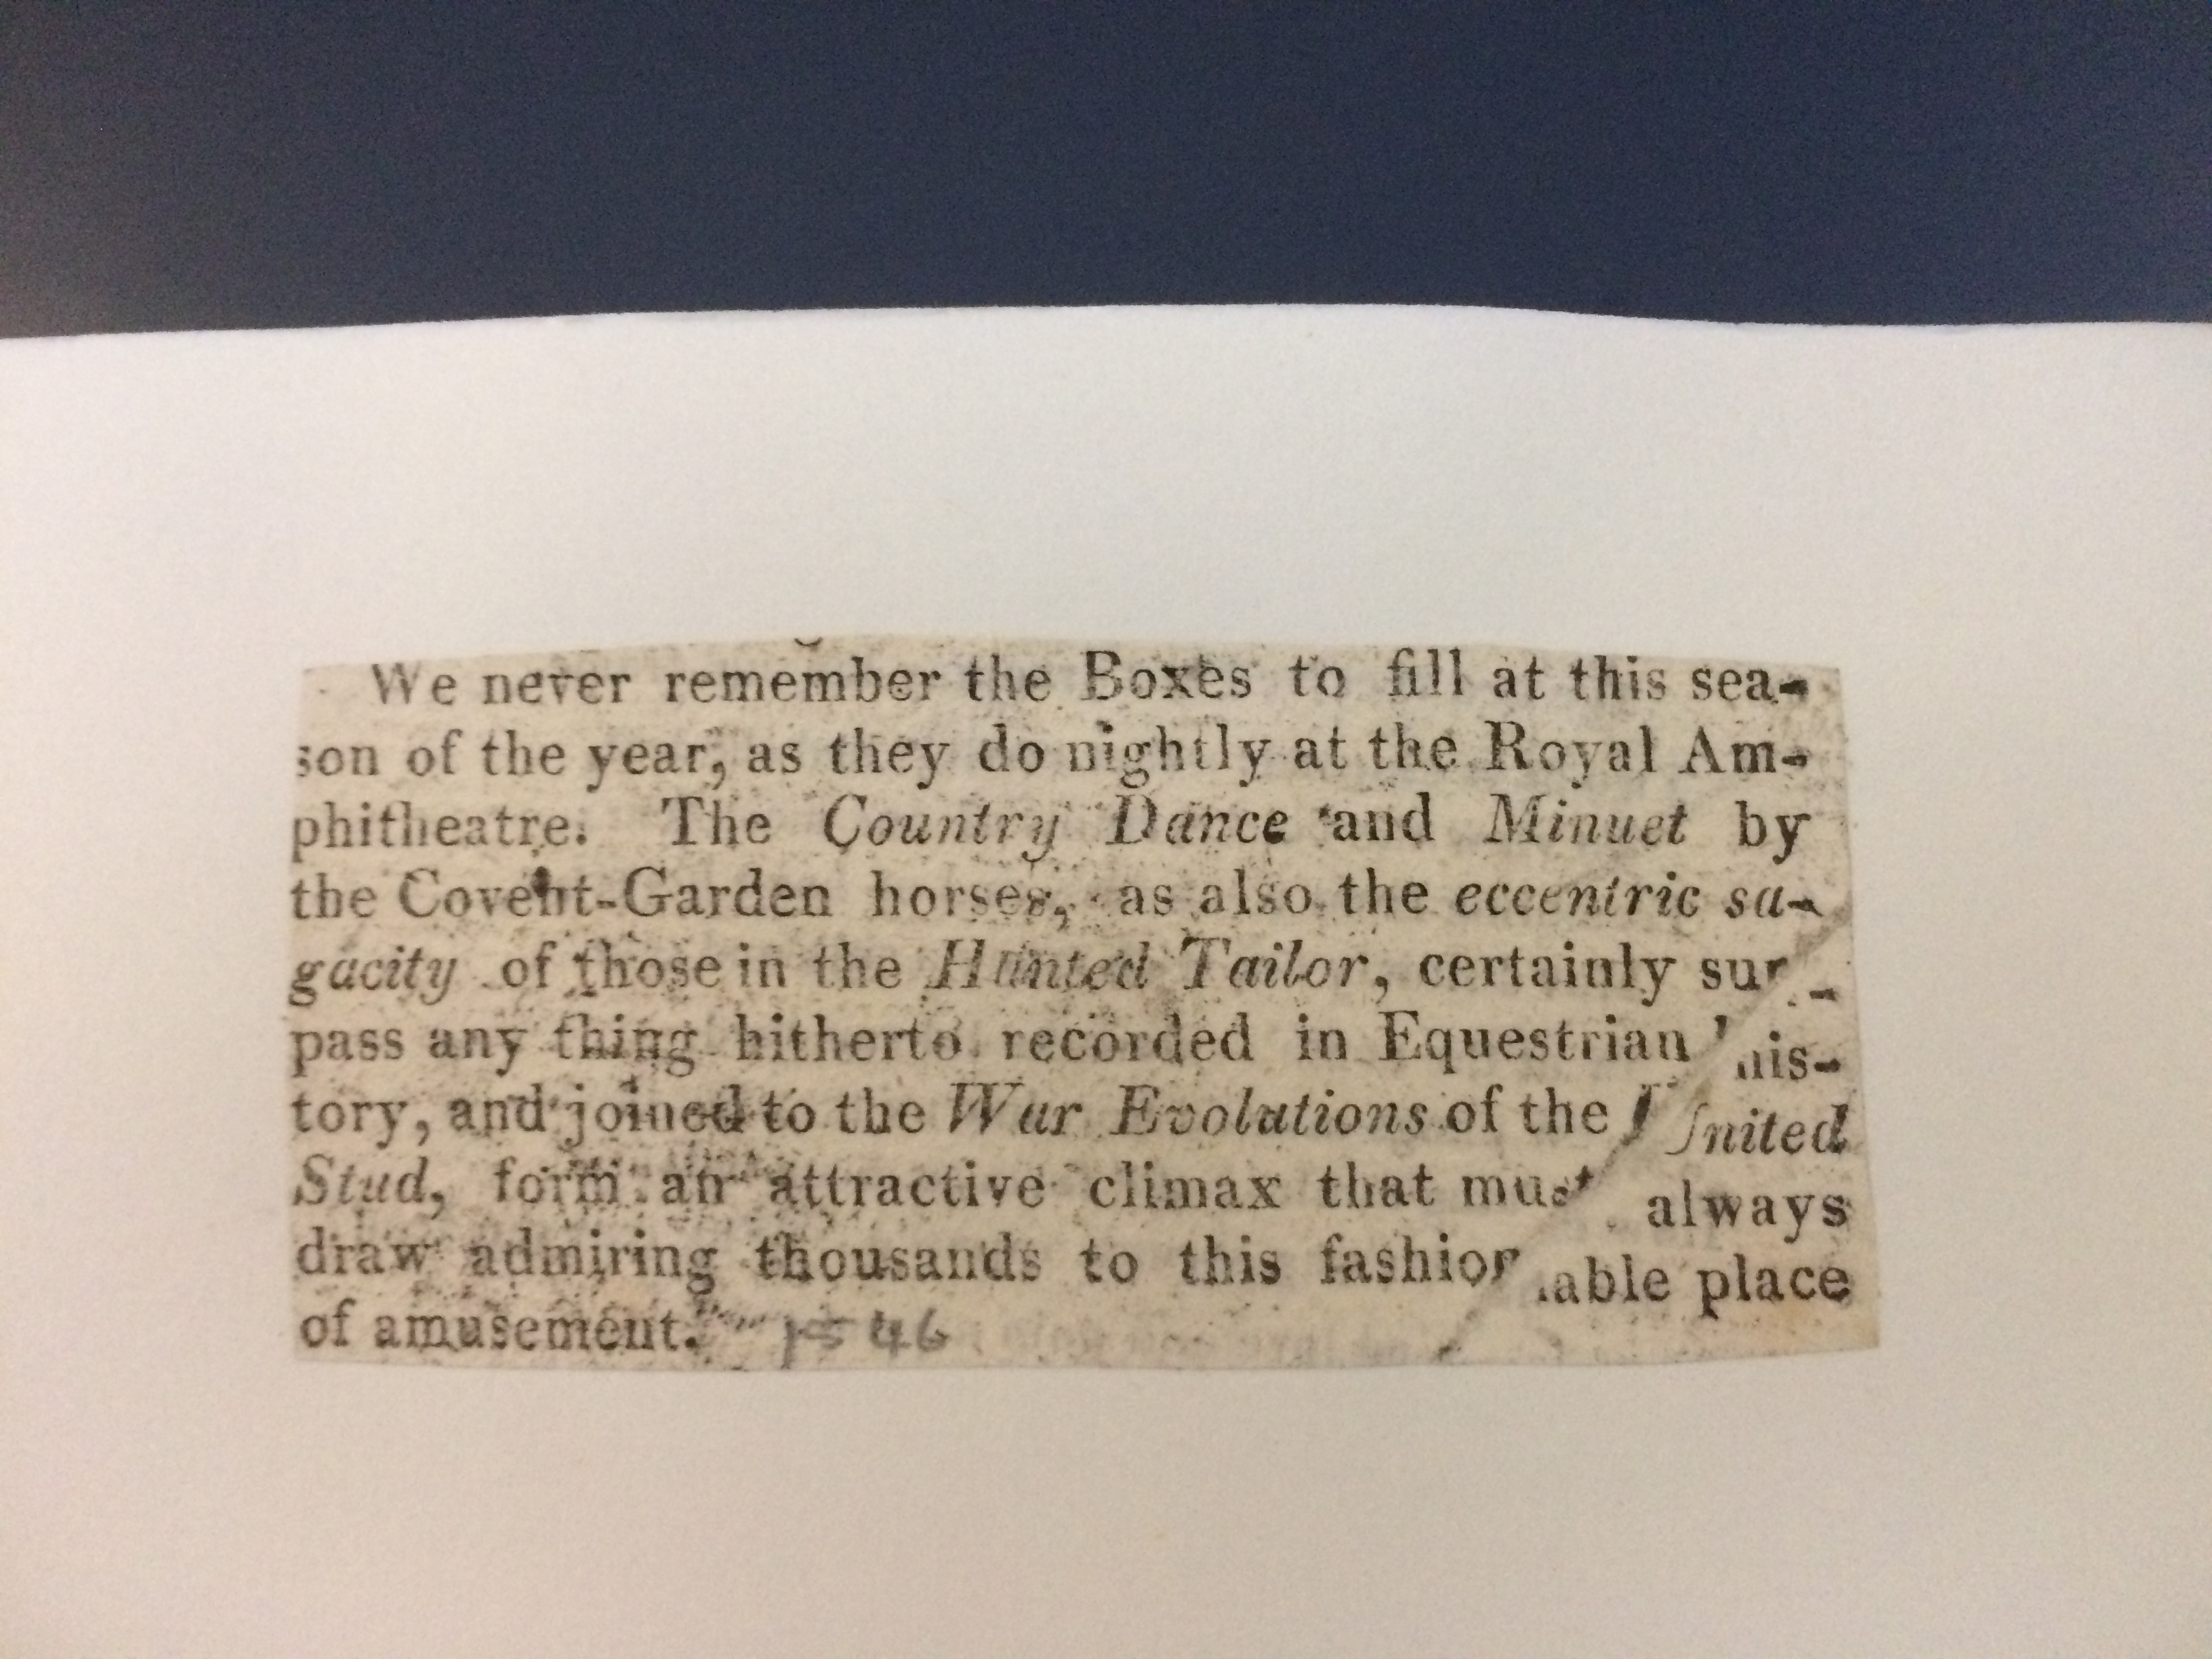 We never remember the Boxes to fill at this sea-
son of the year, as they do nightly at the Royal Am-
phitheatre. The Country Dance and Minuet by
the Covent-Garden horses, as also the eccentric sa-
gacity of those in the Hunted Tailor, certainly sur-
pass any thing hitherto recorded in Equestrian his-
tory, and joined to the War Evolutions of the United
Stud, form an attractive climax that must always
draw admiring thousands to this fashionable place
of amusement. 46